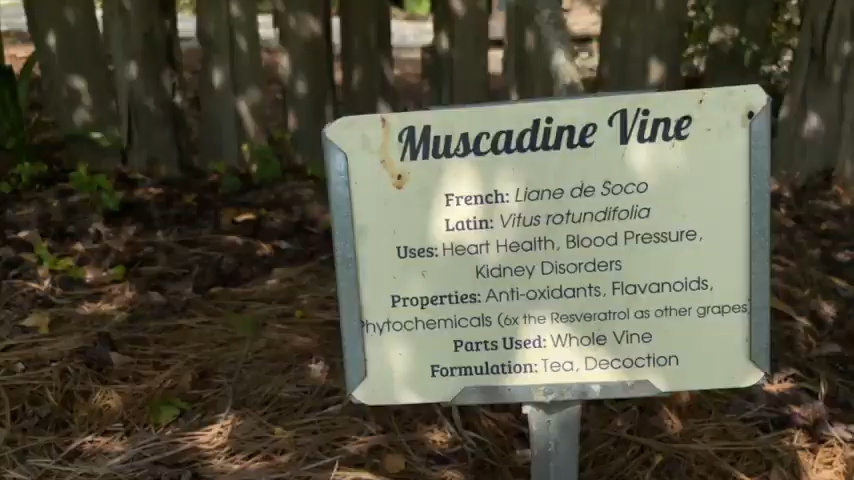 Muscadine Vine
French: Liane de Soco
Latin: Vitus rotundifolia
Uses: Heart Health, Blood Pressure,
Kidney Disorders
Properties: Anti-oxidants, Flavanoids,
Phytochemicals (6x the Resveratrol as other grapes)
Parts Used: Whole Vine
Formulation: Tea, Decoction